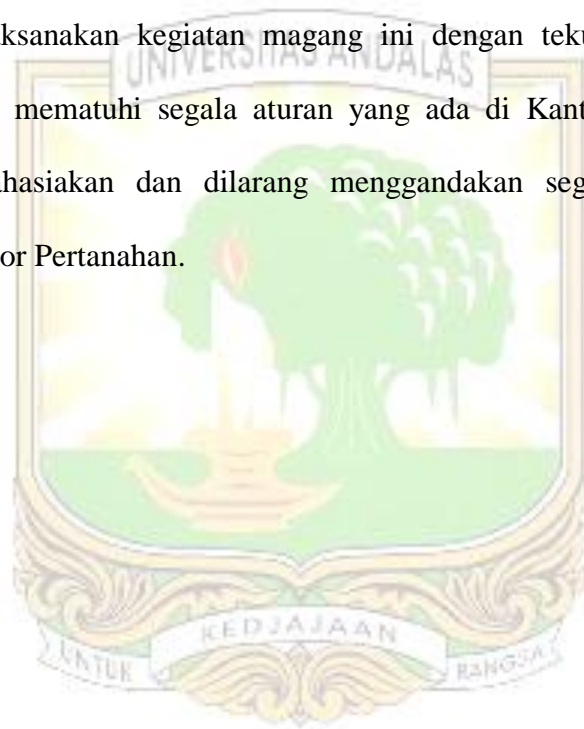 aksanakan kegiatan magang ini dengan teku
UNIVERSITAS ANDALAS
mematuhi segala aturan yang ada di Kant
ahasiakan dan dilarang menggandakan seg
or Pertanahan.
KEDJAJAAN
UNTUK
BANGSA